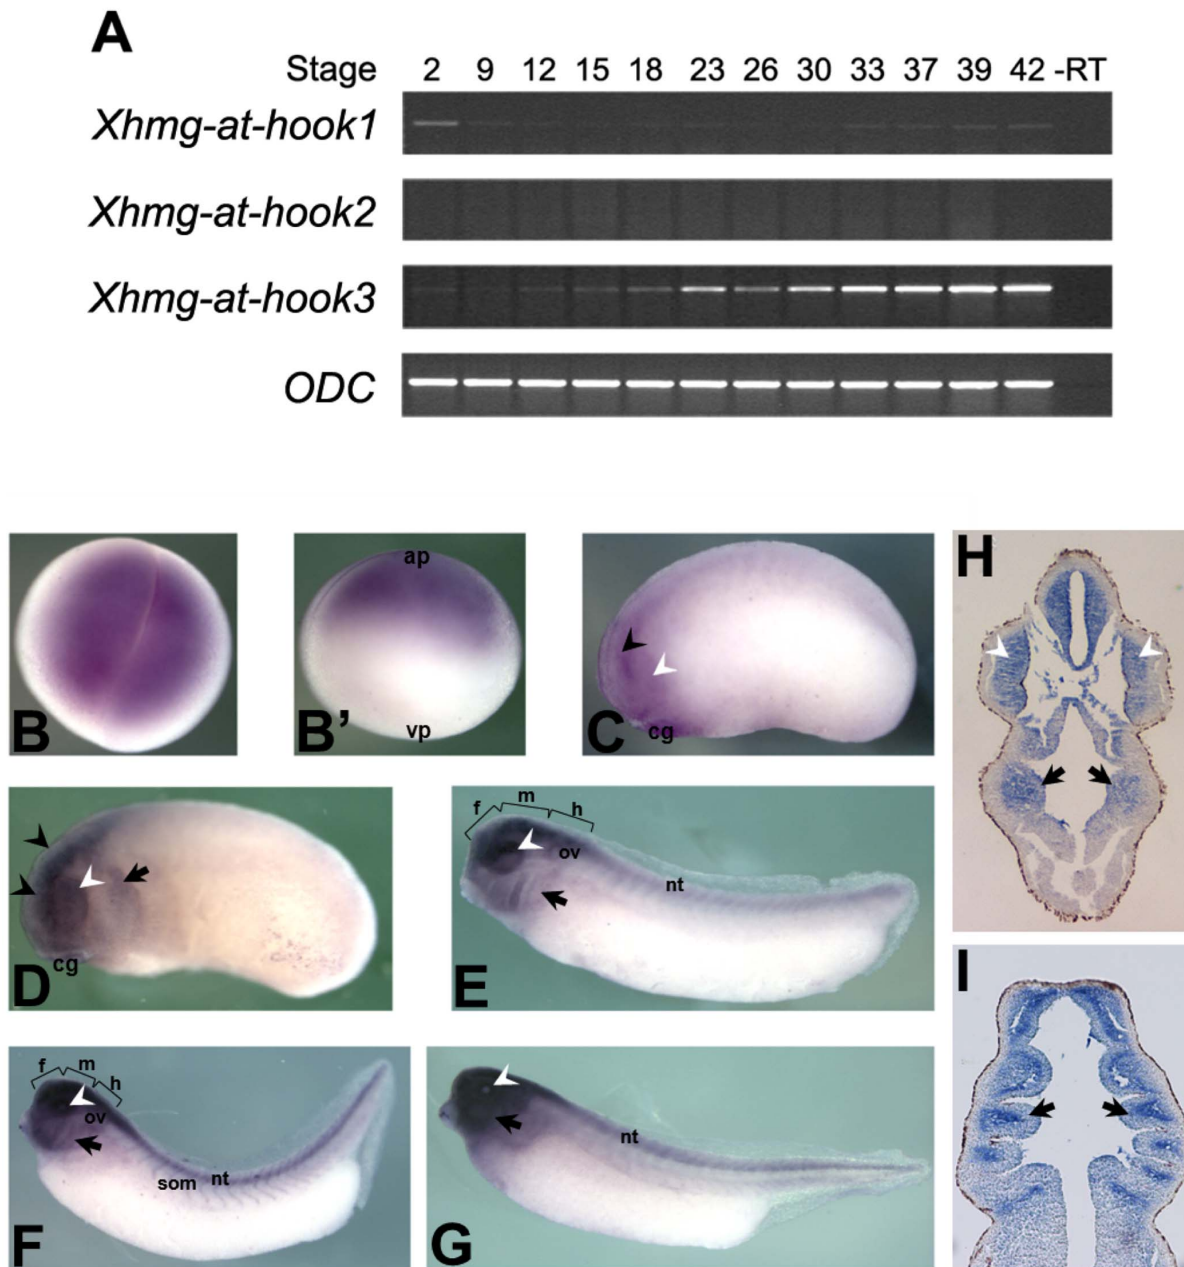 A
Stage 2 9 12 15 18 23 26 30 33 37 39 42 -RT
Xhmg-at-hook1
Xhmg-at-hook2
Xhmg-at-hook3
ODC
B
ap
vp
B’
cg
C
H
cg
D
f m h
ov
nt
E
I
f m h
ov
som nt
F
nt
G